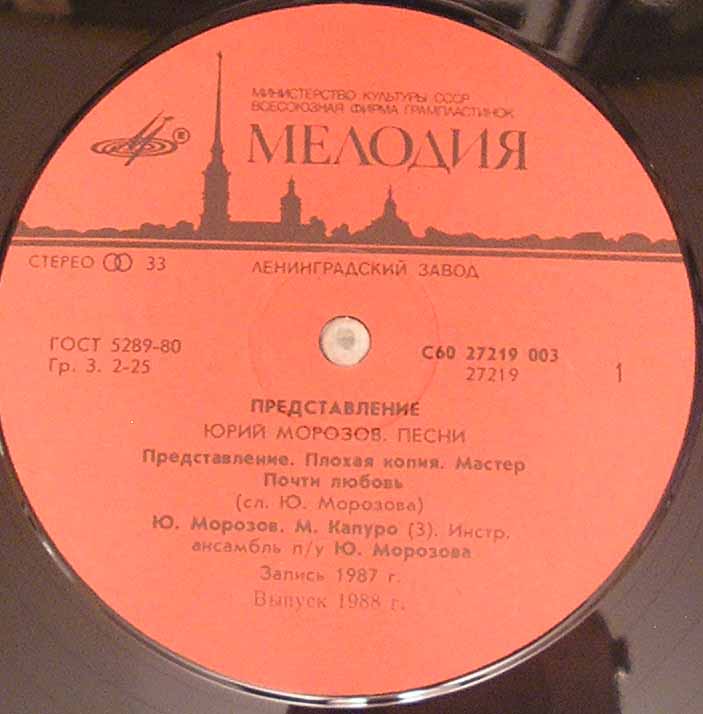 МИНИСТЕРСТВО КУЛЬТУРЫ СССР
ВСЕСОЮЗНАЯ ФИРМА ГРАМПЛАСТИНОК
МЕЛОДИЯ
СТЕРЕО 33
ЛЕНИНГРАДСКИЙ ЗАВОД
ГОСТ 5289-80
Гр. 3. 2-25
С60 27219 003
27219
1
ПРЕДСТАВЛЕНИЕ
ЮРИЙ МОРОЗОВ. ПЕСНИ
Представление. Плохая копия. Мастер
Почти любовь
(сл. Ю. Морозова)
Ю. Морозов. М. Капуро (3). Инстр.
ансамбль п/у Ю. Морозова
Запись 1987 г.
Выпуск 1988 г.